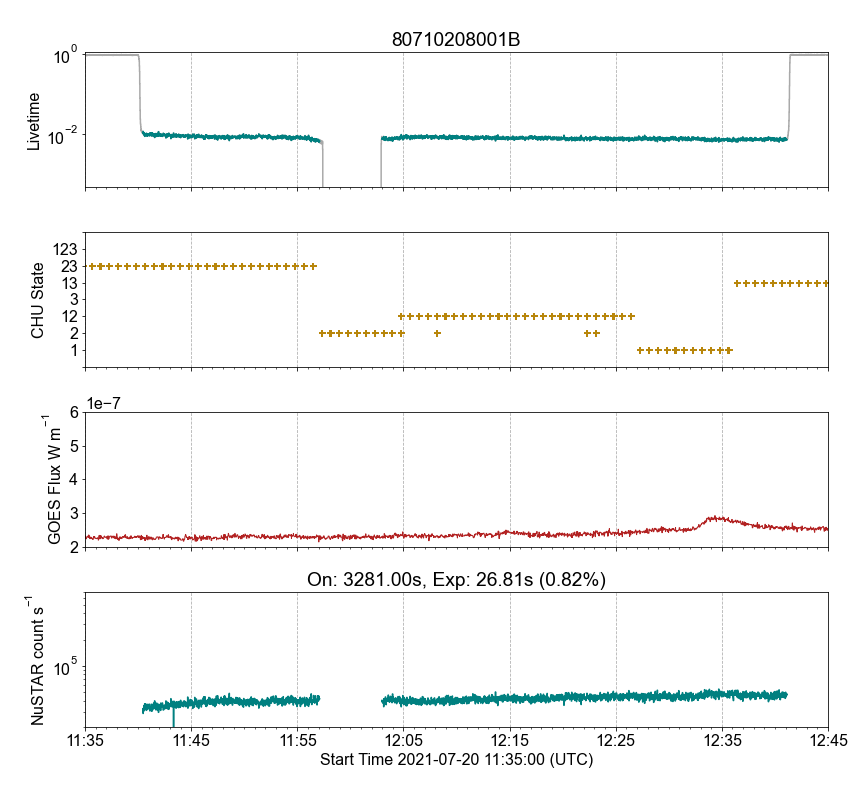 80710208001B
10^0
10^−2
Livetime
123
23
13
3
12
2
1
CHU State
1e−7
6
5
4
3
2
GOES Flux W m^−1
On: 3281.00s, Exp: 26.81s (0.82%)
10^5
NuSTAR count s^−1
11:35 11:45 11:55 12:05 12:15 12:25 12:35 12:45
Start Time 2021-07-20 11:35:00 (UTC)